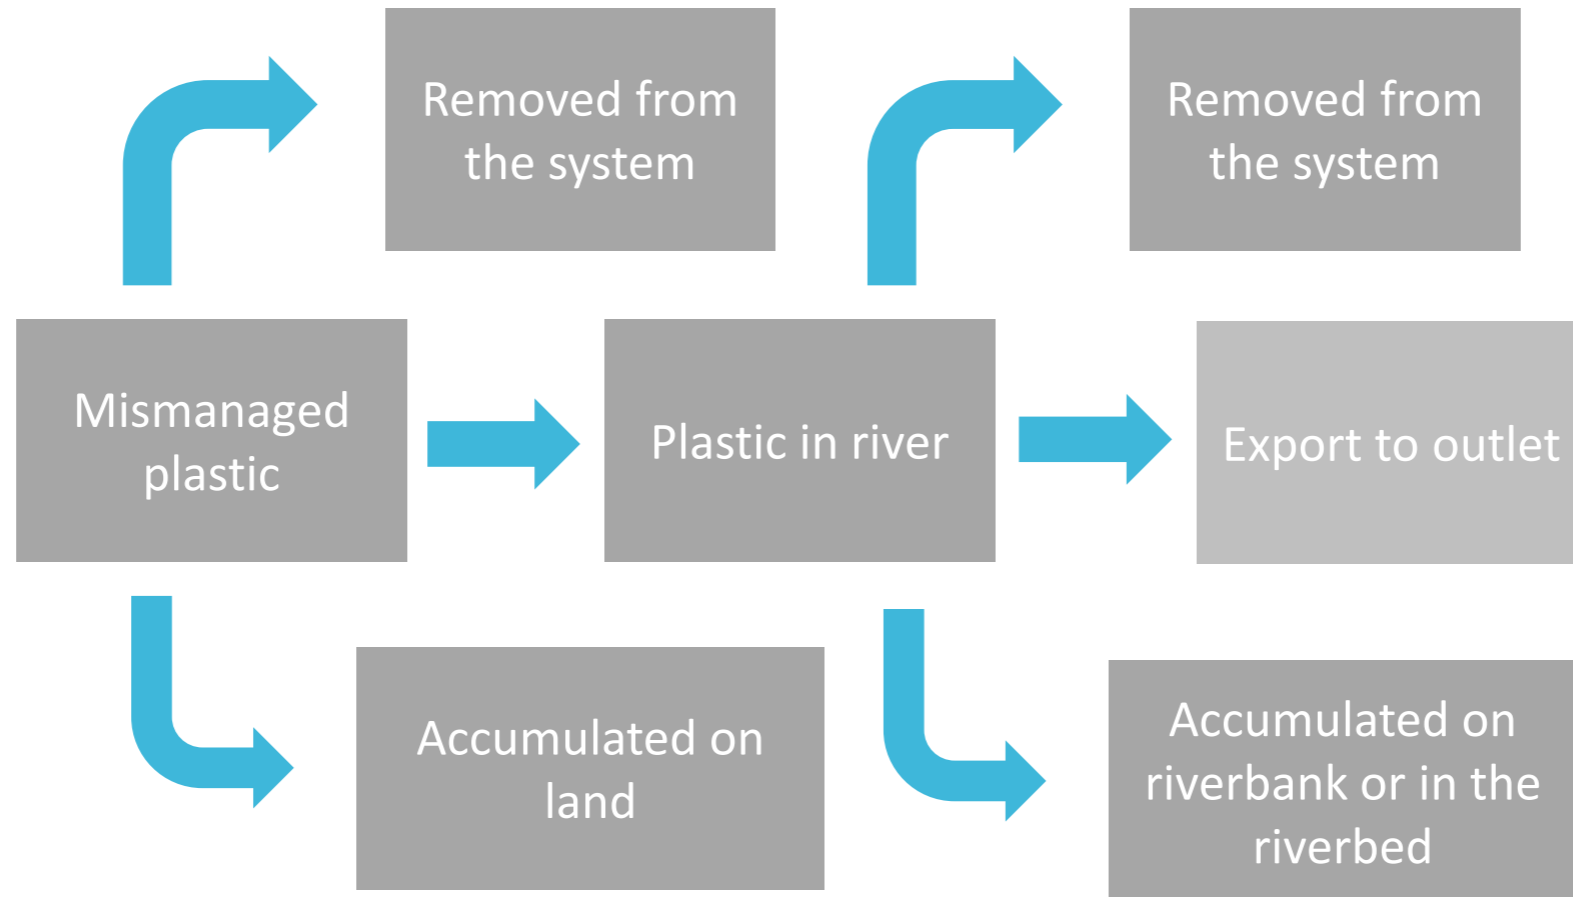 Removed from
the system
Removed from
the system
Mismanaged
plastic
Plastic in river
Export to outlet
Accumulated on
land
Accumulated on
riverbank or in the
riverbed